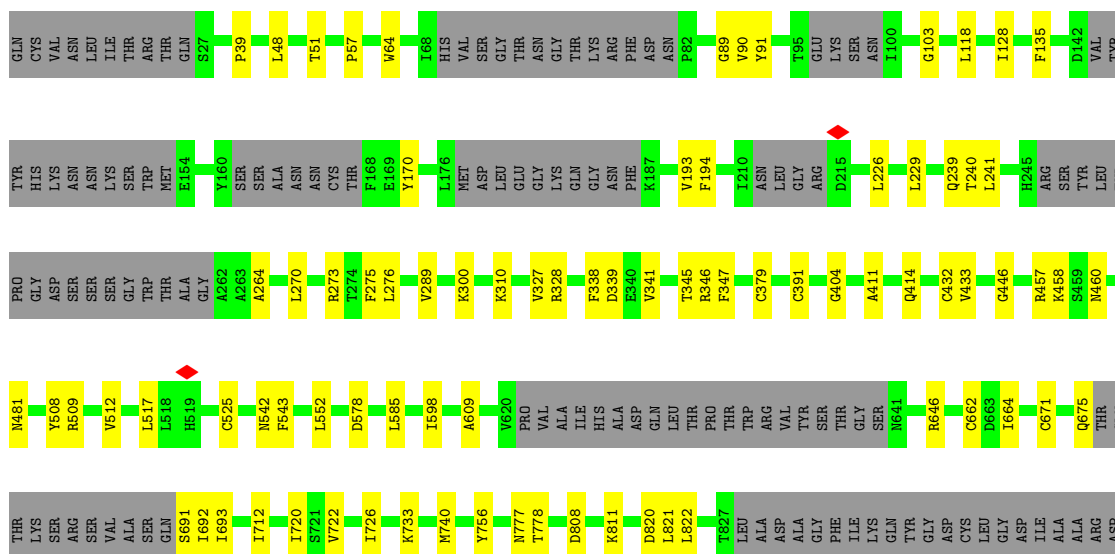 GLN CYS VAL ASN LEU ILE THR ARG THR THR GLN S27 P39 L48 T51 P57 W64 I68 HIS VAL SER GLY THR ASN GLY THR LYS ARG PHE ASP ASN P82 G89 V90 Y91 T95 GLU LYS SER ASN I100 G103 L118 I128 F135 D142 VAL TYR
TYR HIS LYS ASN ASN LYS SER TRP MET E154 Y160 SER SER ALA ASN ASN CYS THR F168 E169 Y170 L176 MET ASP LEU GLU GLY LYS GLN GLY ASN PHE K187 V193 F194 I210 ASN LEU GLY ARG D215 L226 L229 Q239 T240 L241 H245 ARG SER TYR LEU
PRO GLY ASP SER SER SER GLY TRP THR ALA GLY A262 A263 A264 L270 R273 T274 F275 L276 V289 K300 K310 V327 R328 F338 D339 E340 V341 T345 R346 F347 C379 C391 G404 A411 Q414 C432 V433 G446 R457 K458 S459 N460
N481 Y508 R509 V512 L517 L518 H519 C525 N542 F543 L552 D578 L585 I598 A609 V620 PRO VAL ALA ILE HIS ALA ASP GLN LEU THR PRO THR TRP ARG VAL TYR SER THR GLY SER N641 R646 C662 D663 I664 C671 Q675 THR
THR LYS SER ARG SER VAL ALA SER GLN S691 I692 I693 I712 I720 S721 V722 I726 K733 M740 Y756 N777 T778 D808 K811 D820 L821 L822 T827 LEU ALA ASP ALA GLY PHE ILE LYS GLN TYR GLY ASP CYS LEU GLY ASP ILE ALA ALA ARG